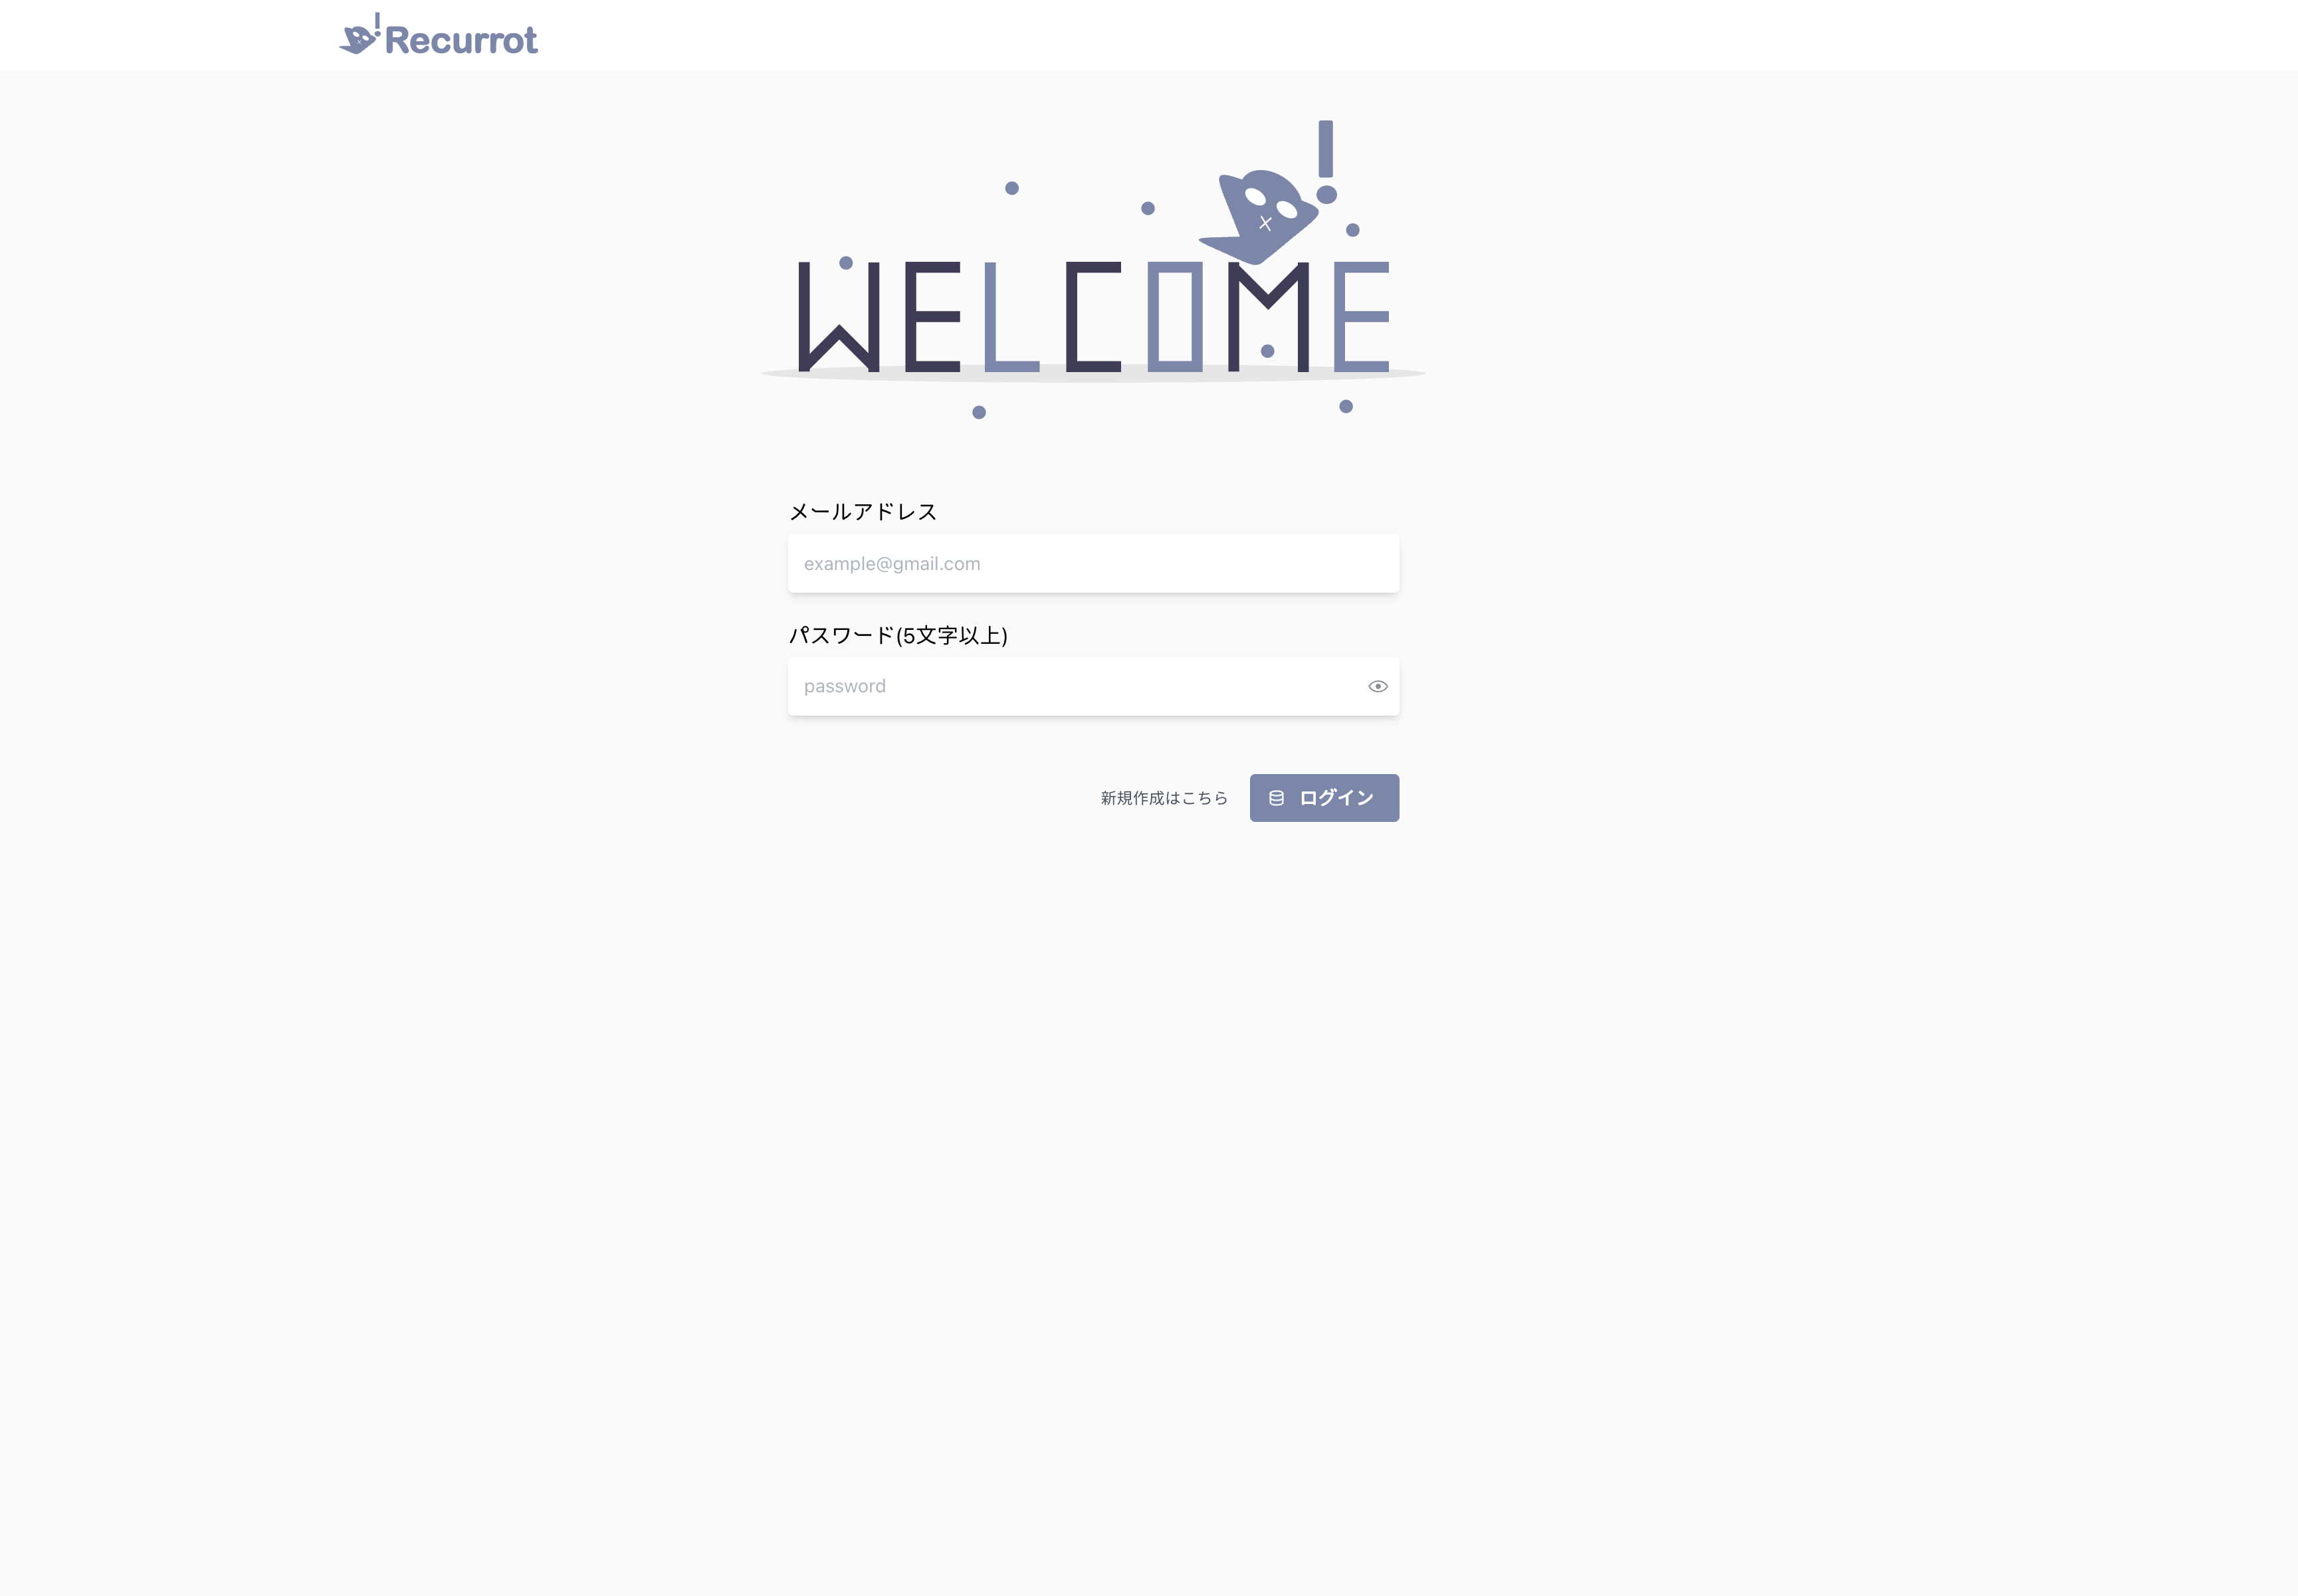 Recurrot
WELCOME
メールアドレス
example@gmail.com
パスワード(5文字以上)
password
新規作成はこちら
ログイン